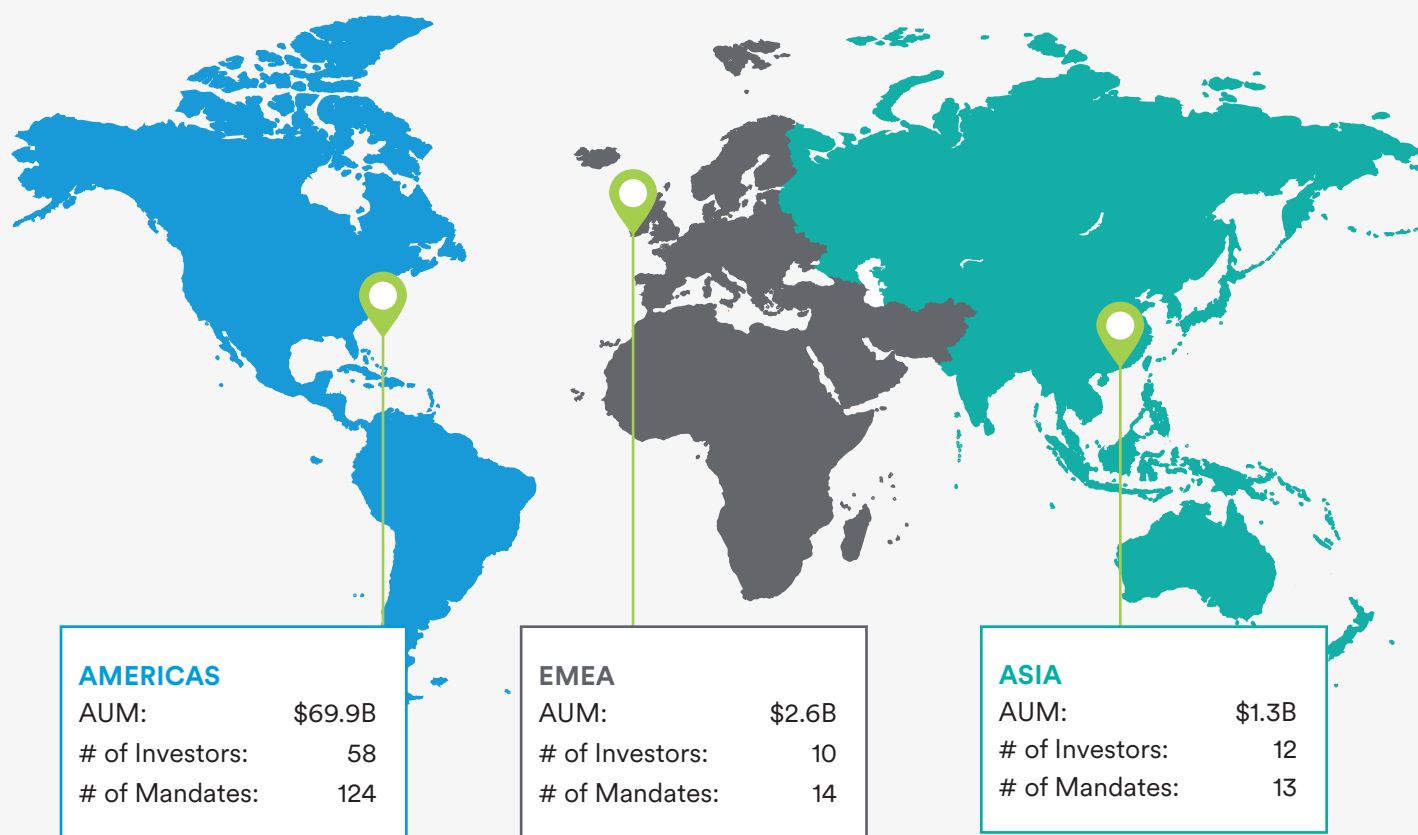 AMERICAS
AUM: $69.9B
# of Investors: 58
# of Mandates: 124
EMEA
AUM: $2.6B
# of Investors: 10
# of Mandates: 14
ASIA
AUM: $1.3B
# of Investors: 12
# of Mandates: 13